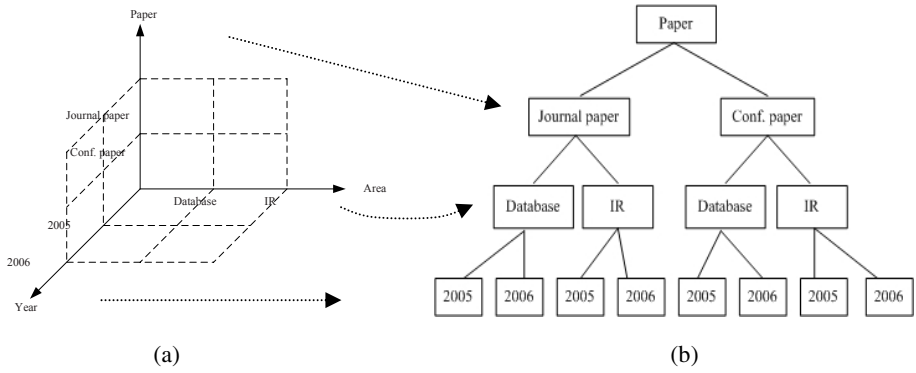 Paper
Journal paper
Conf. paper
Database
IR
Area
2005
2006
Year
(a)
Paper
Journal paper
Conf. paper
Database
IR
Database
IR
2005
2006
2005
2006
2005
2006
2005
2006
(b)